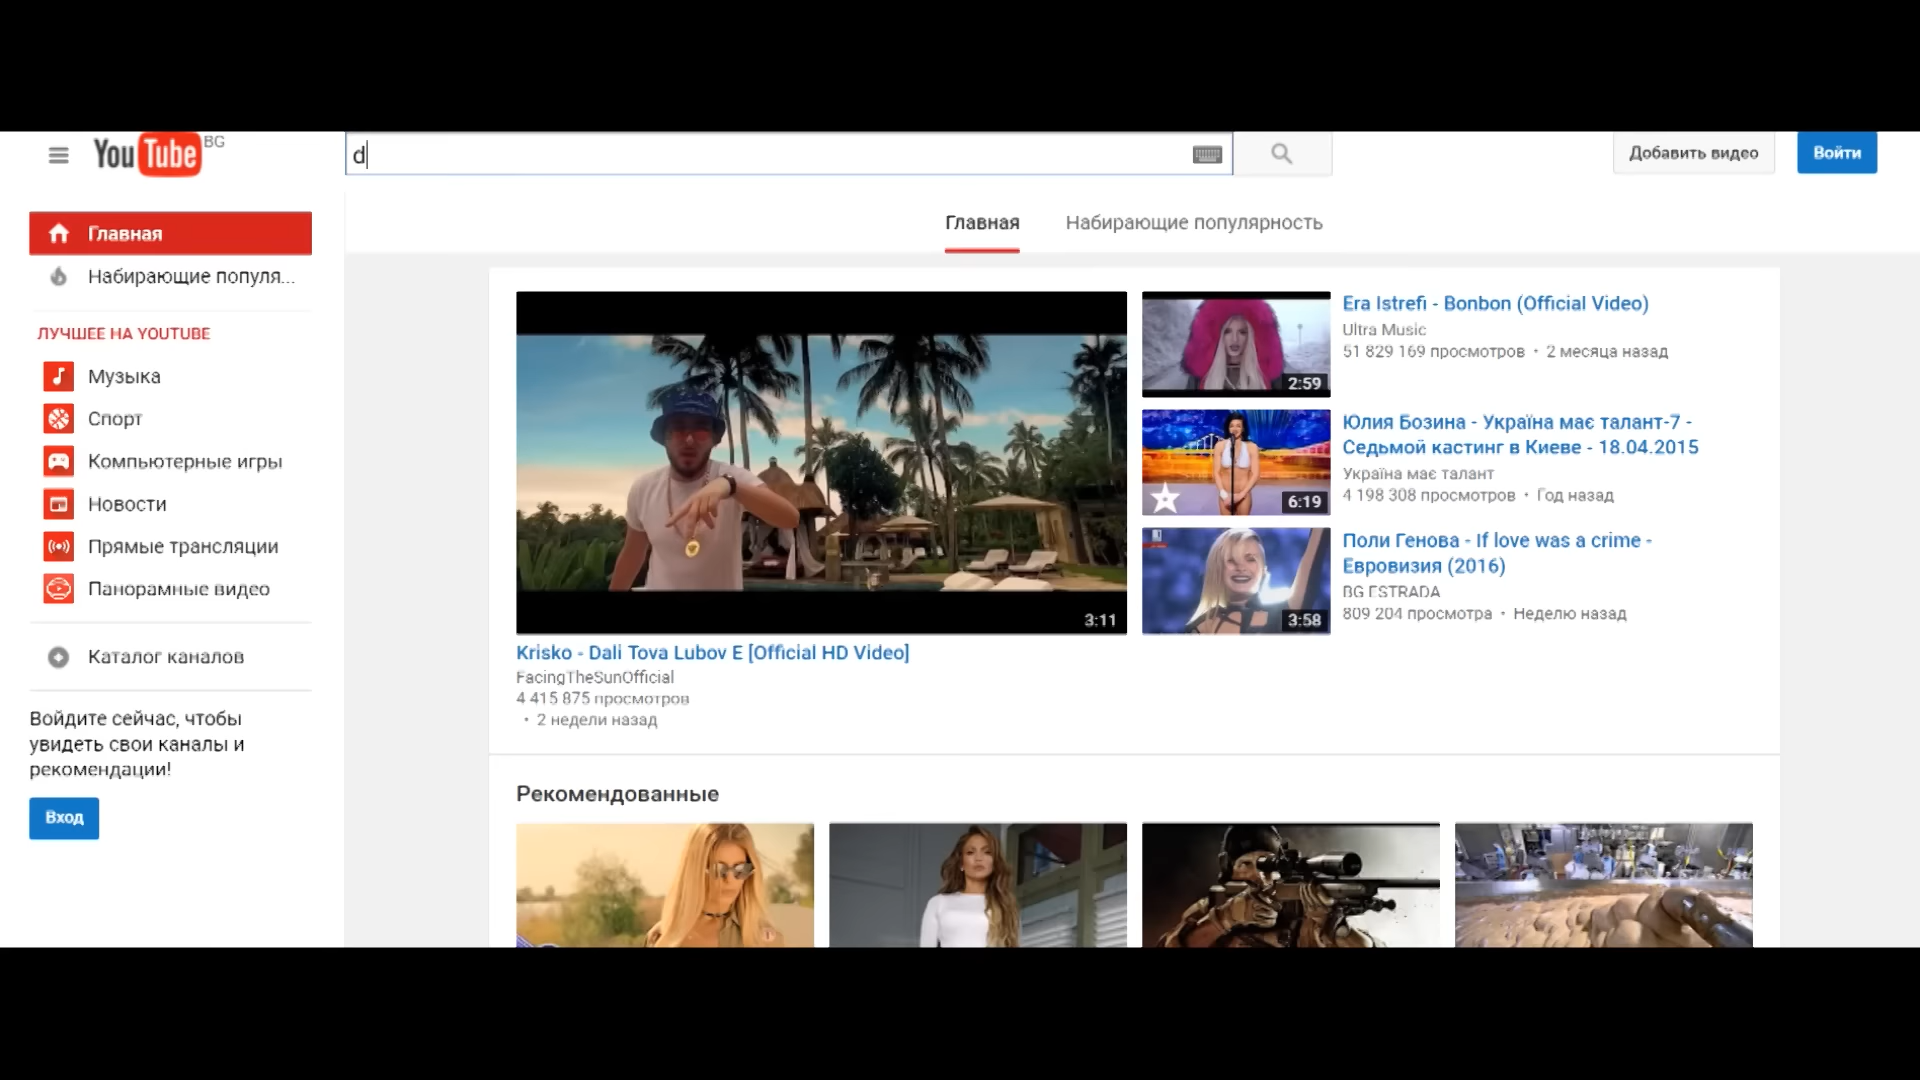 YouTube BG
d
Добавить видео
Войти
Главная
Набирающие популя...
ЛУЧШЕЕ НА YOUTUBE
Музыка
Спорт
Компьютерные игры
Новости
Прямые трансляции
Панорамные видео
Каталог каналов
Войдите сейчас, чтобы
увидеть свои каналы и
рекомендации!
Вход
Главная
Набирающие популярность
3:11
Krisko - Dali Tova Lubov E [Official HD Video]
FacingTheSunOfficial
4 415 875 просмотров
• 2 недели назад
2:59
Era Istrefi - Bonbon (Official Video)
Ultra Music
51 829 169 просмотров • 2 месяца назад
6:19
Юлия Бозина - Україна має талант-7 -
Седьмой кастинг в Киеве - 18.04.2015
Україна має талант
4 198 308 просмотров • Год назад
3:58
Поли Генова - If love was a crime -
Евровизия (2016)
BG ESTRADA
809 204 просмотра • Неделю назад
Рекомендованные